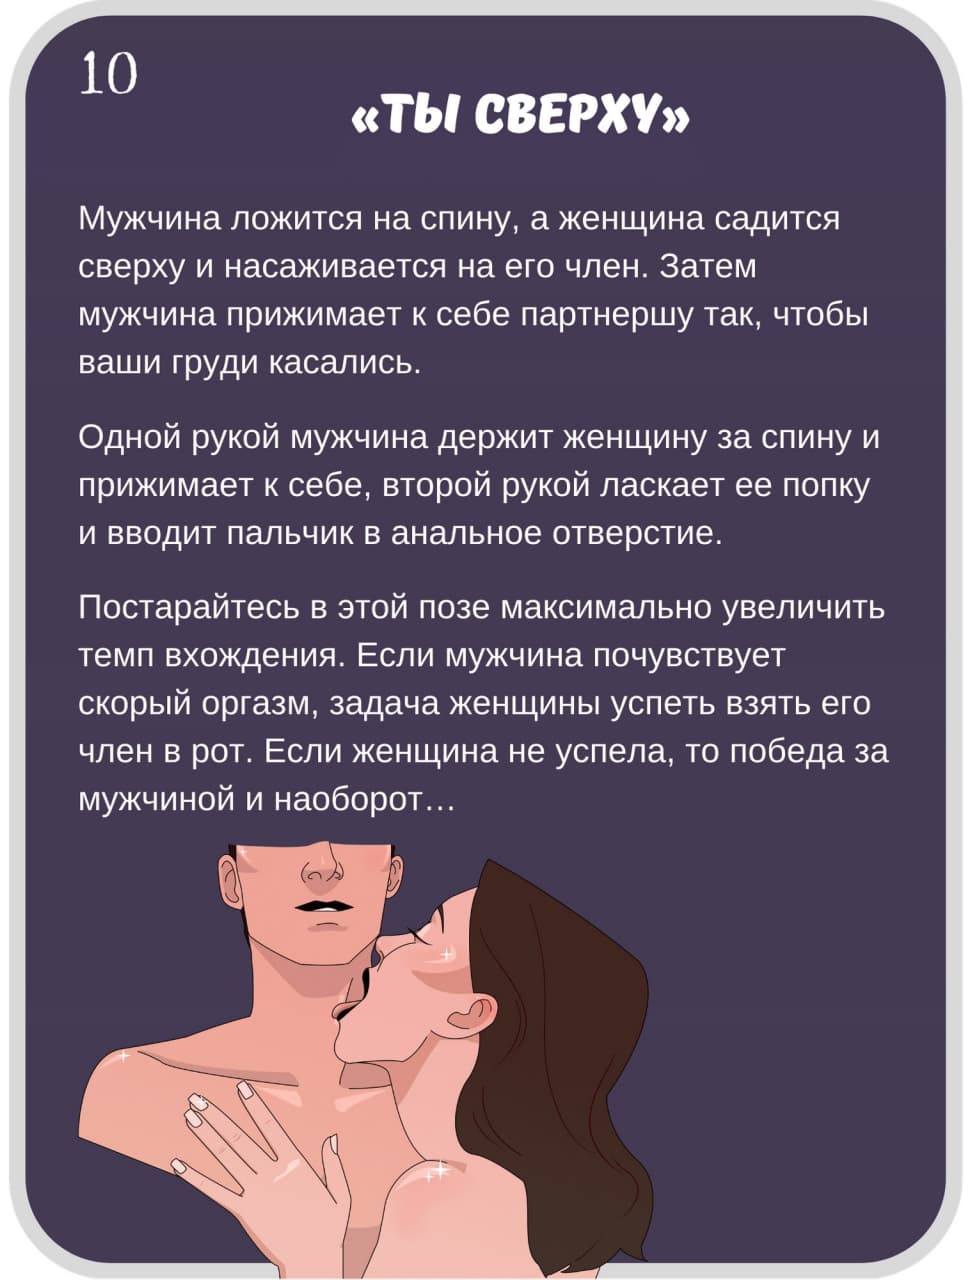 10
«ТЫ СВЕРХУ»
Мужчина ложится на спину, а женщина садится
сверху и насаживается на его член. Затем
мужчина прижимает к себе партнершу так, чтобы
ваши груди касались.
Одной рукой мужчина держит женщину за спину и
прижимает к себе, второй рукой ласкает ее попку
и вводит пальчик в анальное отверстие.
Постарайтесь в этой позе максимально увеличить
темп вхождения. Если мужчина почувствует
скорый оргазм, задача женщины успеть взять его
член в рот. Если женщина не успела, то победа за
мужчиной и наоборот…